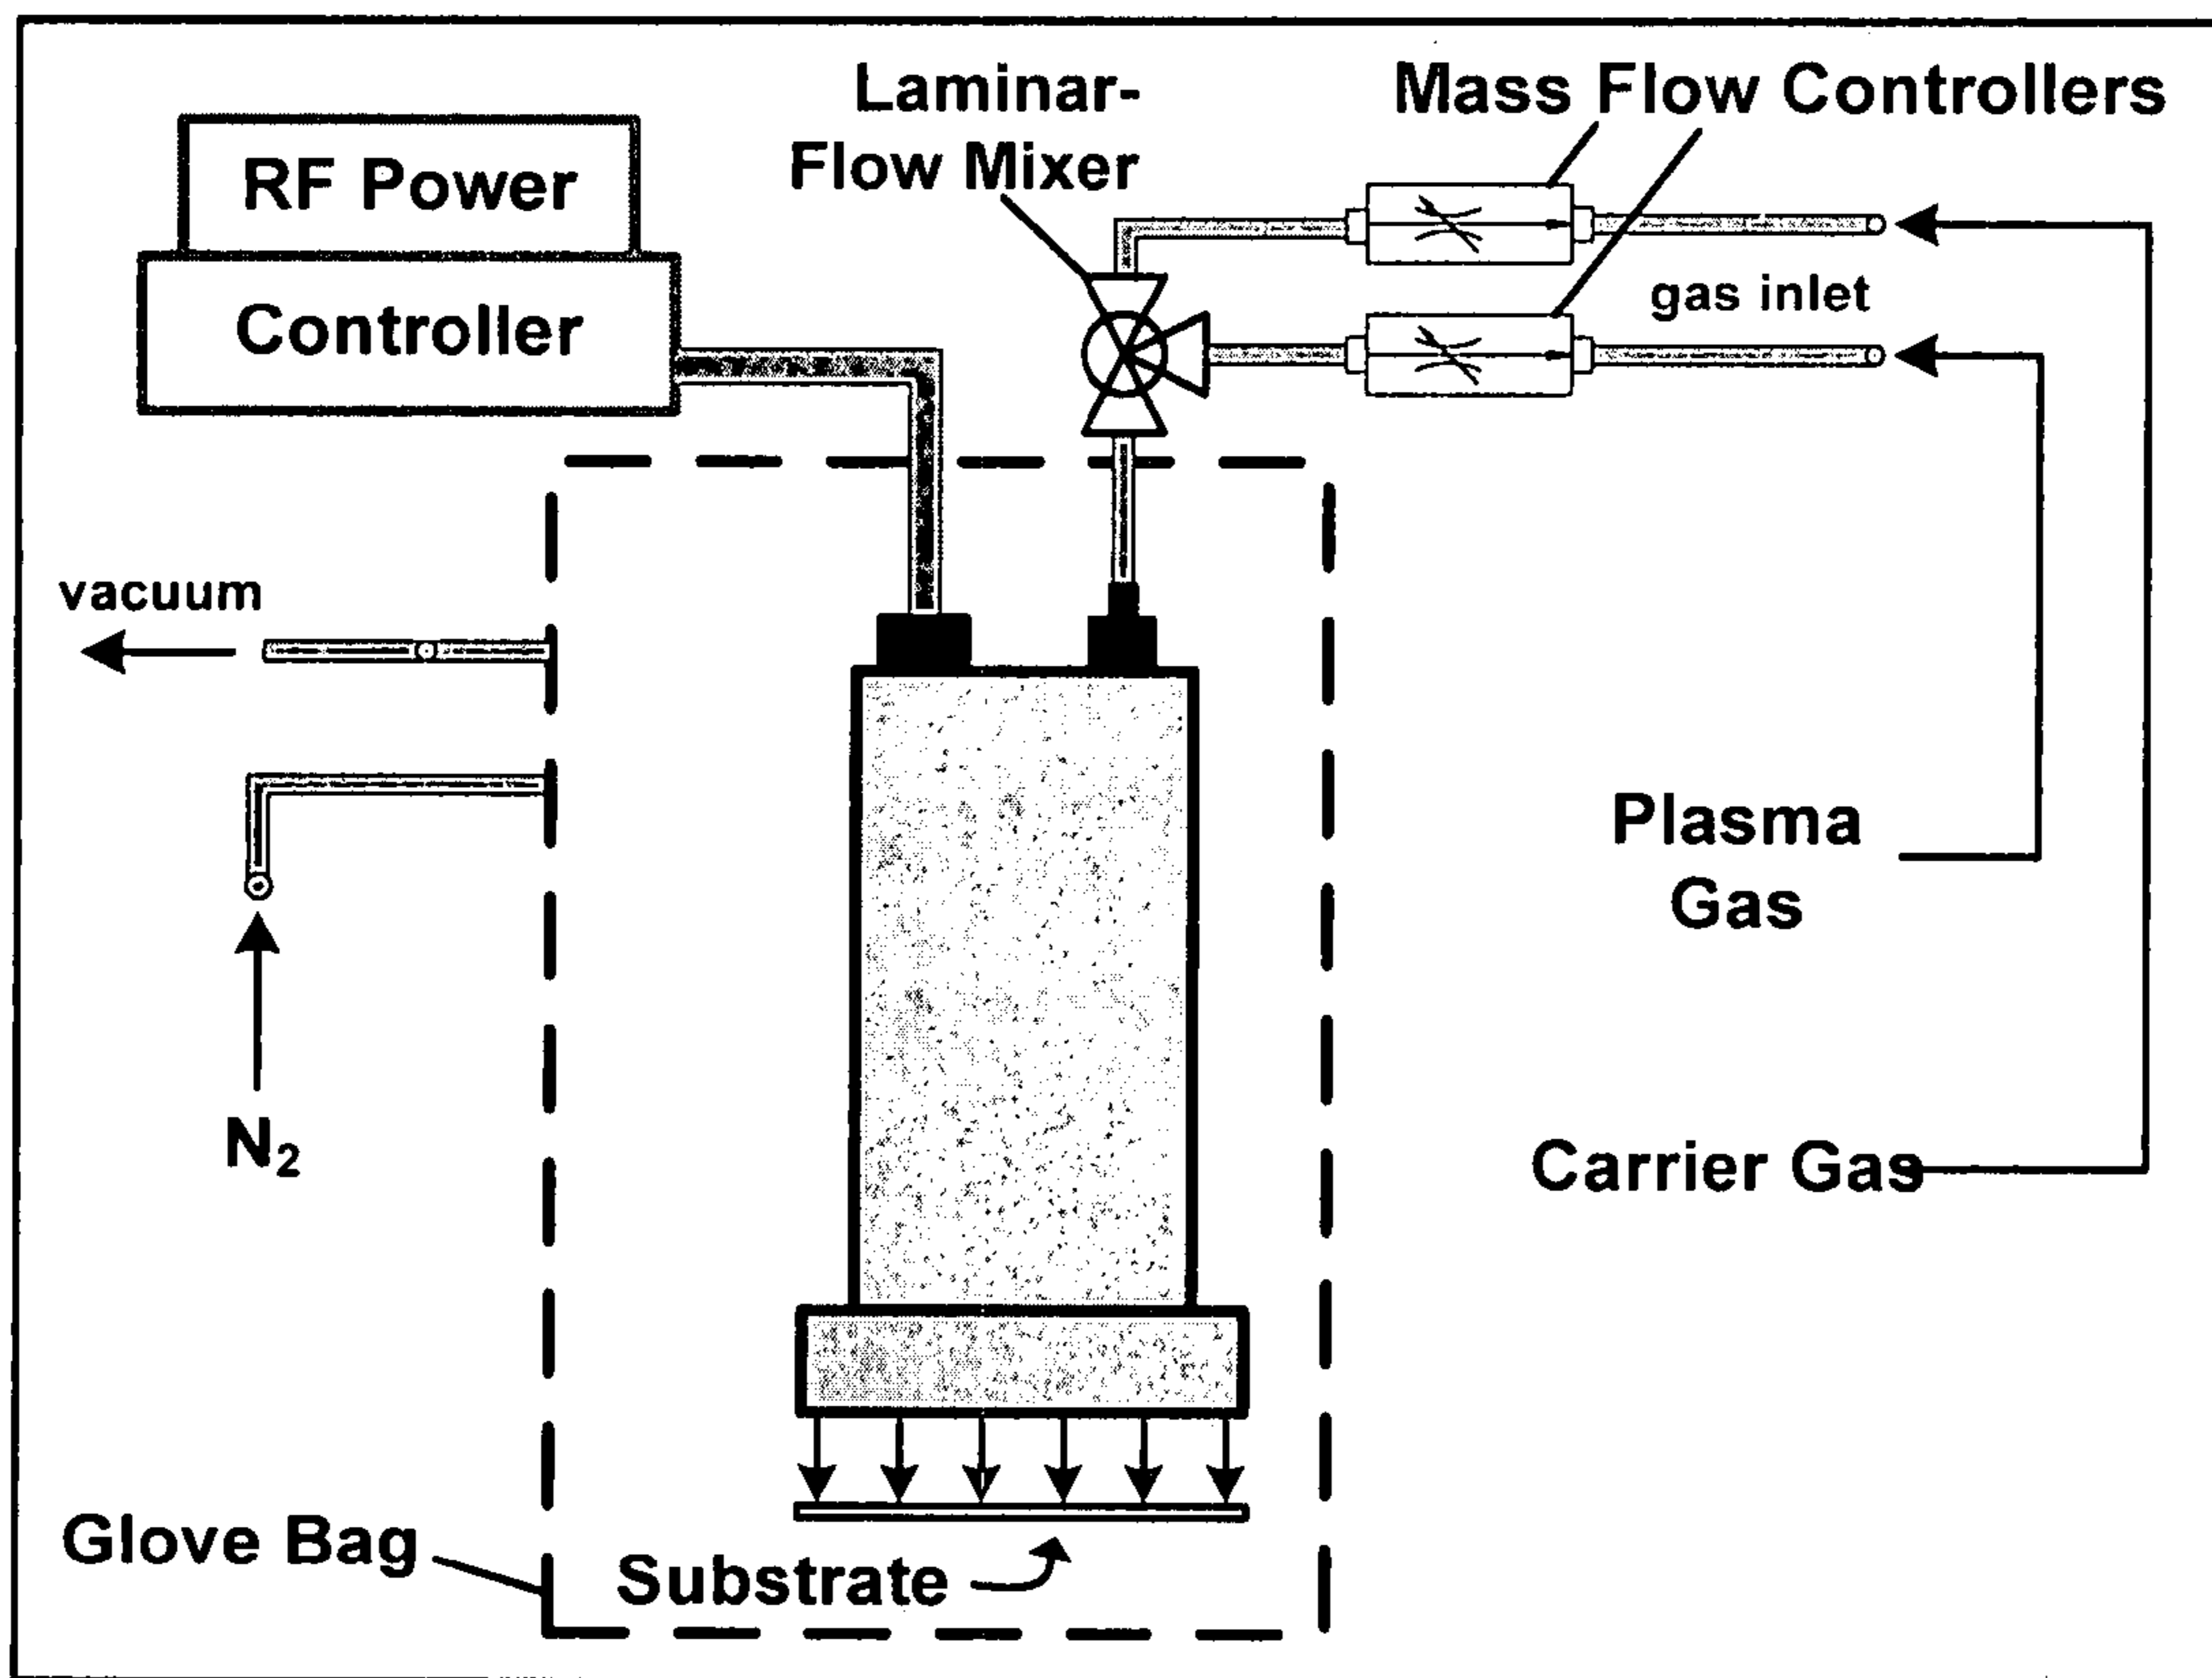 Laminar-
Flow Mixer
Mass Flow Controllers
RF Power
Controller
gas inlet
vacuum
N₂
Plasma
Gas
Carrier Gas
Glove Bag
Substrate